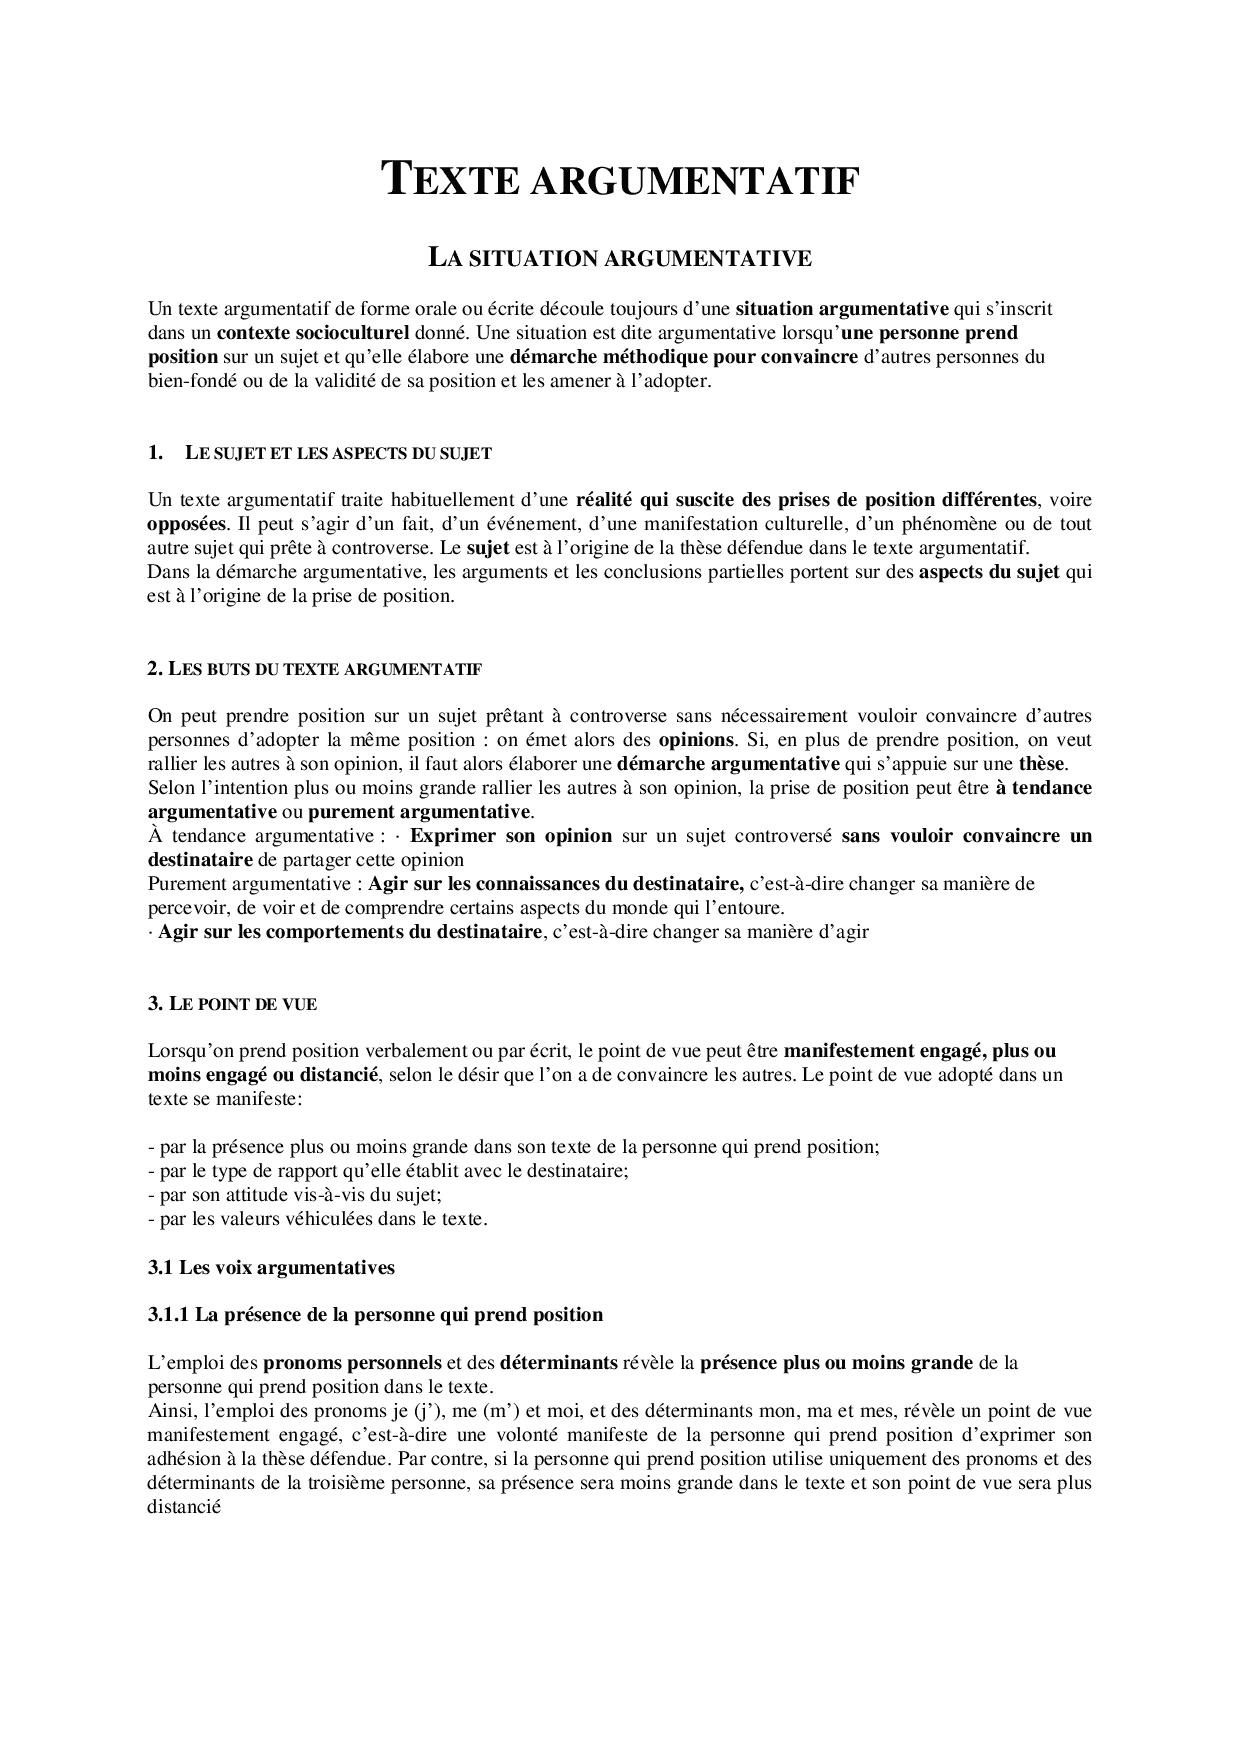 TEXTE ARGUMENTATIF
LA SITUATION ARGUMENTATIVE
Un texte argumentatif de forme orale ou écrite découle toujours d’une situation argumentative qui s’inscrit
dans un contexte socioculturel donné. Une situation est dite argumentative lorsqu’une personne prend
position sur un sujet et qu’elle élabore une démarche méthodique pour convaincre d’autres personnes du
bien-fondé ou de la validité de sa position et les amener à l’adopter.
1. LE SUJET ET LES ASPECTS DU SUJET
Un texte argumentatif traite habituellement d’une réalité qui suscite des prises de position différentes, voire
opposées. Il peut s’agir d’un fait, d’un événement, d’une manifestation culturelle, d’un phénomène ou de tout
autre sujet qui prête à controverse. Le sujet est à l’origine de la thèse défendue dans le texte argumentatif.
Dans la démarche argumentative, les arguments et les conclusions partielles portent sur des aspects du sujet qui
est à l’origine de la prise de position.
2. LES BUTS DU TEXTE ARGUMENTATIF
On peut prendre position sur un sujet prêtant à controverse sans nécessairement vouloir convaincre d’autres
personnes d’adopter la même position : on émet alors des opinions. Si, en plus de prendre position, on veut
rallier les autres à son opinion, il faut alors élaborer une démarche argumentative qui s’appuie sur une thèse.
Selon l’intention plus ou moins grande rallier les autres à son opinion, la prise de position peut être à tendance
argumentative ou purement argumentative.
À tendance argumentative : · Exprimer son opinion sur un sujet controversé sans vouloir convaincre un
destinataire de partager cette opinion
Purement argumentative : Agir sur les connaissances du destinataire, c’est-à-dire changer sa manière de
percevoir, de voir et de comprendre certains aspects du monde qui l’entoure.
· Agir sur les comportements du destinataire, c’est-à-dire changer sa manière d’agir
3. LE POINT DE VUE
Lorsqu’on prend position verbalement ou par écrit, le point de vue peut être manifestement engagé, plus ou
moins engagé ou distancié, selon le désir que l’on a de convaincre les autres. Le point de vue adopté dans un
texte se manifeste:
- par la présence plus ou moins grande dans son texte de la personne qui prend position;
- par le type de rapport qu’elle établit avec le destinataire;
- par son attitude vis-à-vis du sujet;
- par les valeurs véhiculées dans le texte.
3.1 Les voix argumentatives
3.1.1 La présence de la personne qui prend position
L’emploi des pronoms personnels et des déterminants révèle la présence plus ou moins grande de la
personne qui prend position dans le texte.
Ainsi, l’emploi des pronoms je (j’), me (m’) et moi, et des déterminants mon, ma et mes, révèle un point de vue
manifestement engagé, c’est-à-dire une volonté manifeste de la personne qui prend position d’exprimer son
adhésion à la thèse défendue. Par contre, si la personne qui prend position utilise uniquement des pronoms et des
déterminants de la troisième personne, sa présence sera moins grande dans le texte et son point de vue sera plus
distancié